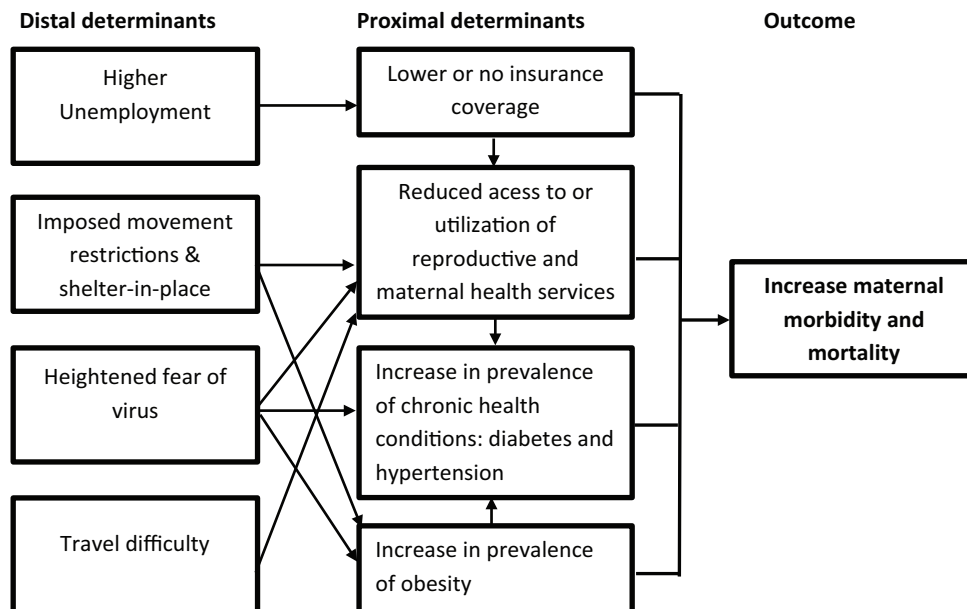 Distal determinants
Proximal determinants
Outcome
Higher
Unemployment
Lower or no insurance
coverage
Imposed movement
restrictions &
shelter-in-place
Reduced acess to or
utilization of
reproductive and
maternal health services
Heightened fear of
virus
Increase in prevalence
of chronic health
conditions: diabetes and
hypertension
Travel difficulty
Increase in prevalence
of obesity
Increase maternal
morbidity and
mortality